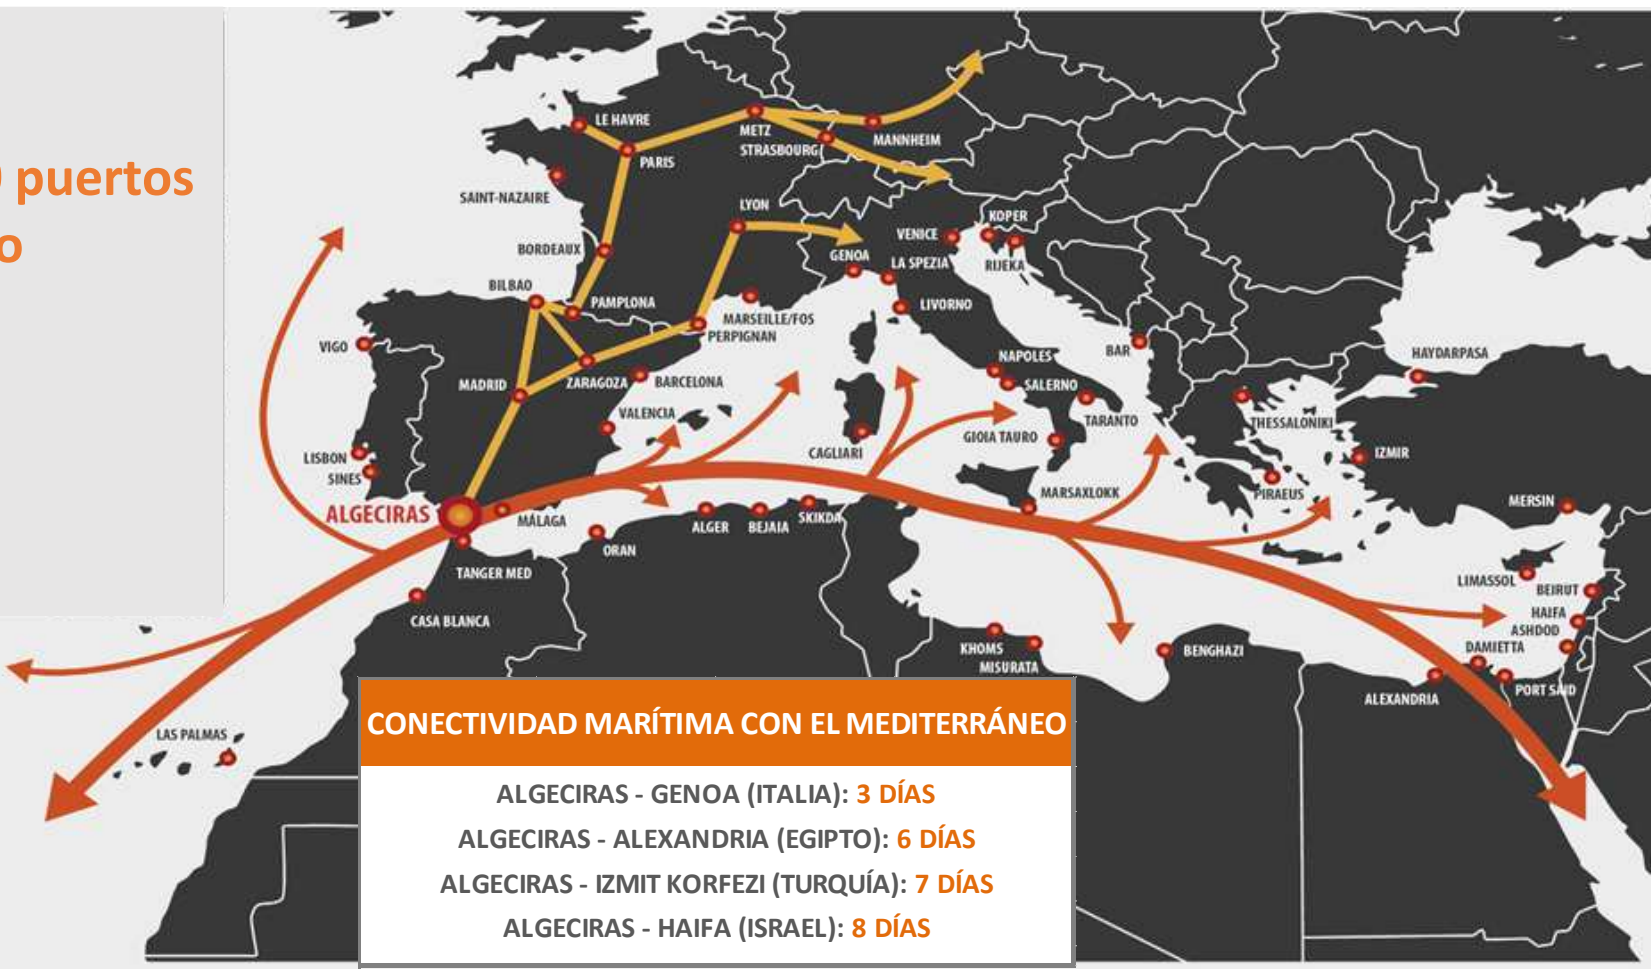 puertos
LE HAVRE
METZ
MANNHEIM
STRASBOURG
PARIS
SAINT-NAZAIRE
LYON
KOPER
VENICE
BORDEAUX
GENOA
LA SPEZIA
RIJEKA
BILBAO
PAMPLONA
LIVORNO
MARSEILLE/FOS
PERPIGNAN
VIGO
BAR
HAYDARPASA
NAPOLES
MADRID
ZARAGOZA
BARCELONA
SALERNO
VALENCIA
TARANTO
THESSALONIKI
GIOIA TAURO
CAGLIARI
IZMIR
LISBON
SINES
MARSAXLOKK
PIRAEUS
MERSIN
ALGECIRAS
MÁLAGA
ALGER
BEJAIA
SKIKDA
ORAN
TANGER MED
LIMASSOL
BEIRUT
CASA BLANCA
HAIFA
ASHDOD
KHOMS
BENGHAZI
DAMIETTA
MISURATA
PORT SAID
ALEXANDRIA
LAS PALMAS
CONECTIVIDAD MARÍTIMA CON EL MEDITERRÁNEO
ALGECIRAS - GENOA (ITALIA): 3 DÍAS
ALGECIRAS - ALEXANDRIA (EGIPTO): 6 DÍAS
ALGECIRAS - IZMIT KORFEZI (TURQUÍA): 7 DÍAS
ALGECIRAS - HAIFA (ISRAEL): 8 DÍAS